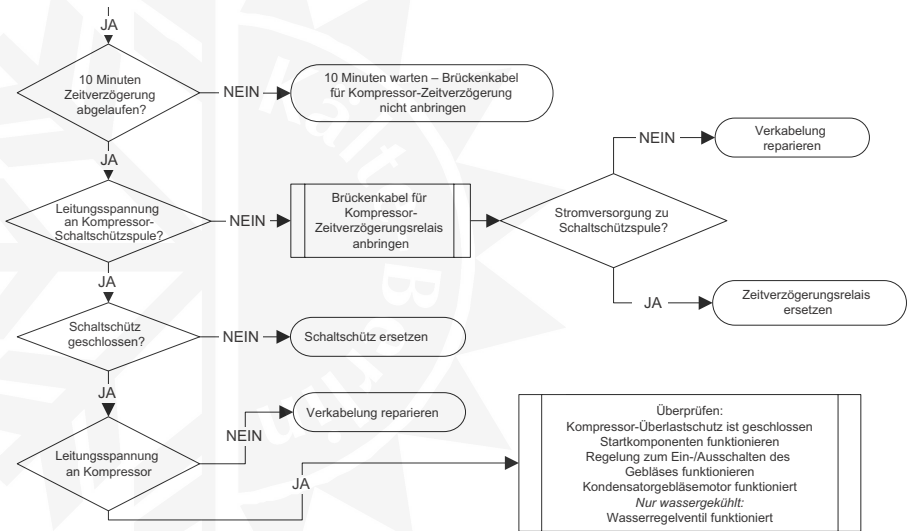 JA
10 Minuten
Zeitverzögerung
abgelaufen?
NEIN
10 Minuten warten – Brückenkabel
für Kompressor-Zeitverzögerung
nicht anbringen
JA
Leitungsspannung
an Kompressor-
Schaltschützspule?
NEIN
Brückenkabel für
Kompressor-
Zeitverzögerungsrelais
anbringen
Stromversorgung zu
Schaltschützspule?
NEIN
Verkabelung
reparieren
JA
Zeitverzögerungsrelais
ersetzen
JA
Schaltschütz
geschlossen?
NEIN
Schaltschütz ersetzen
JA
Leitungsspannung
an Kompressor
NEIN
Verkabelung reparieren
JA
Überprüfen:
Kompressor-Überlastschutz ist geschlossen
Startkomponenten funktionieren
Regelung zum Ein-/Ausschalten des
Gebläses funktionieren
Kondensatorgebläsemotor funktioniert
Nur wassergekühlt:
Wasserregelventil funktioniert
Kält
Berlin